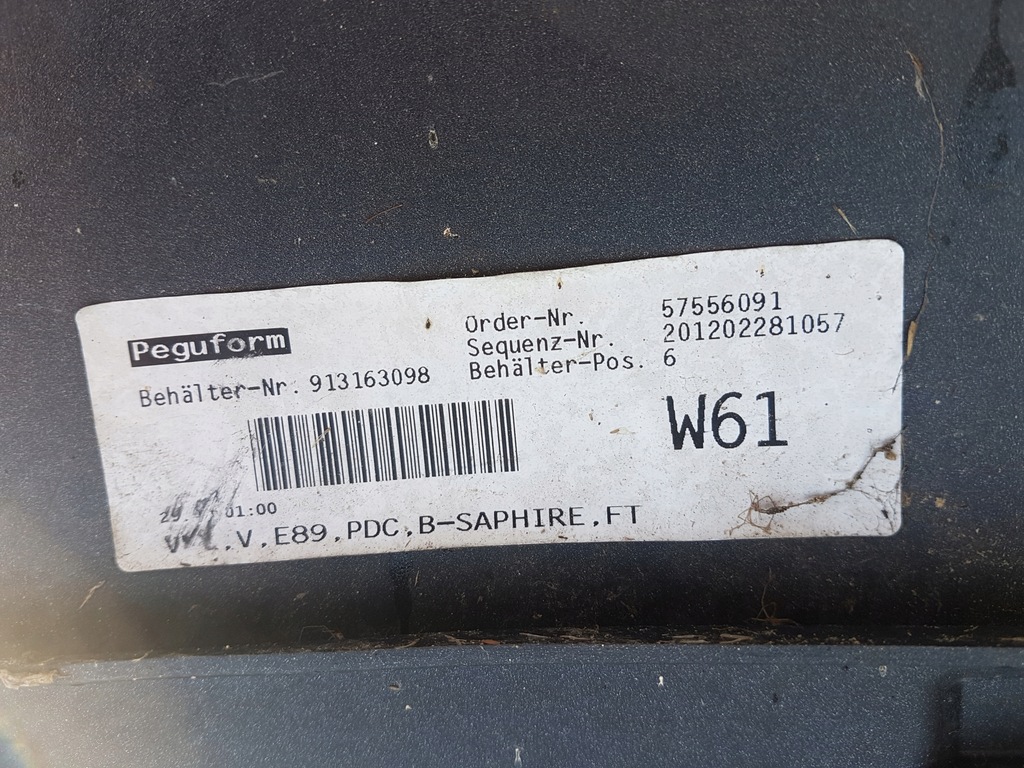 Peguform
Behälter-Nr. 913163098
Order-Nr. 57556091
Sequenz-Nr. 201202281057
Behälter-Pos. 6
W61
29. 01:00
.V.E89.PDC.B-SAPHIRE.FT